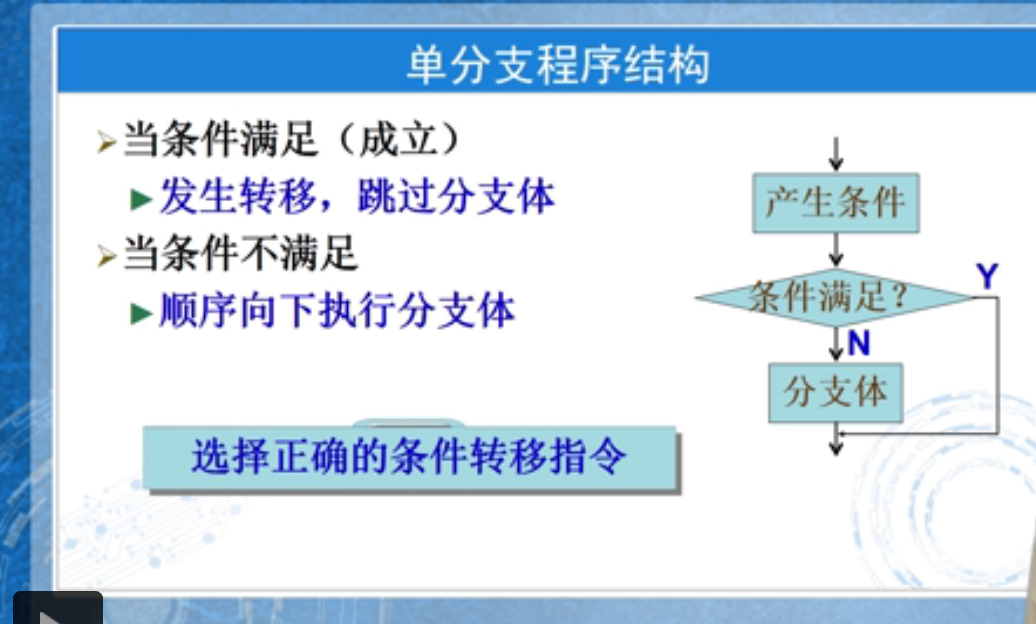 单分支程序结构
当条件满足（成立）
发生转移，跳过分支体
当条件不满足
顺序向下执行分支体
选择正确的条件转移指令
产生条件
条件满足？
Y
N
分支体